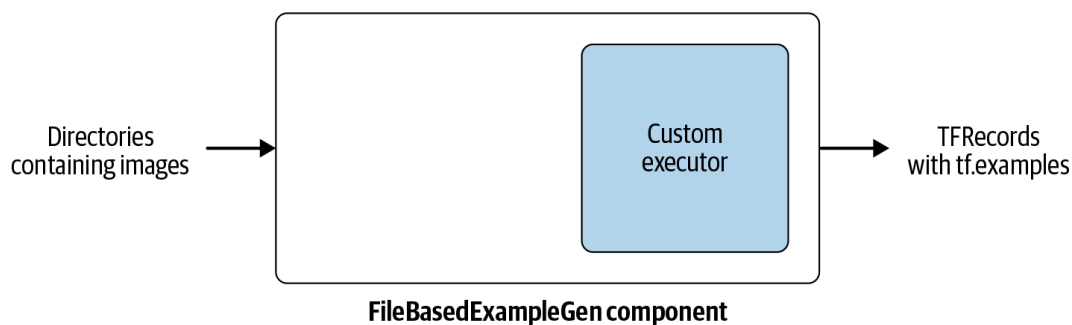 Directories
containing images
Custom
executor
TFRecords
with tf.examples
FileBasedExampleGen component